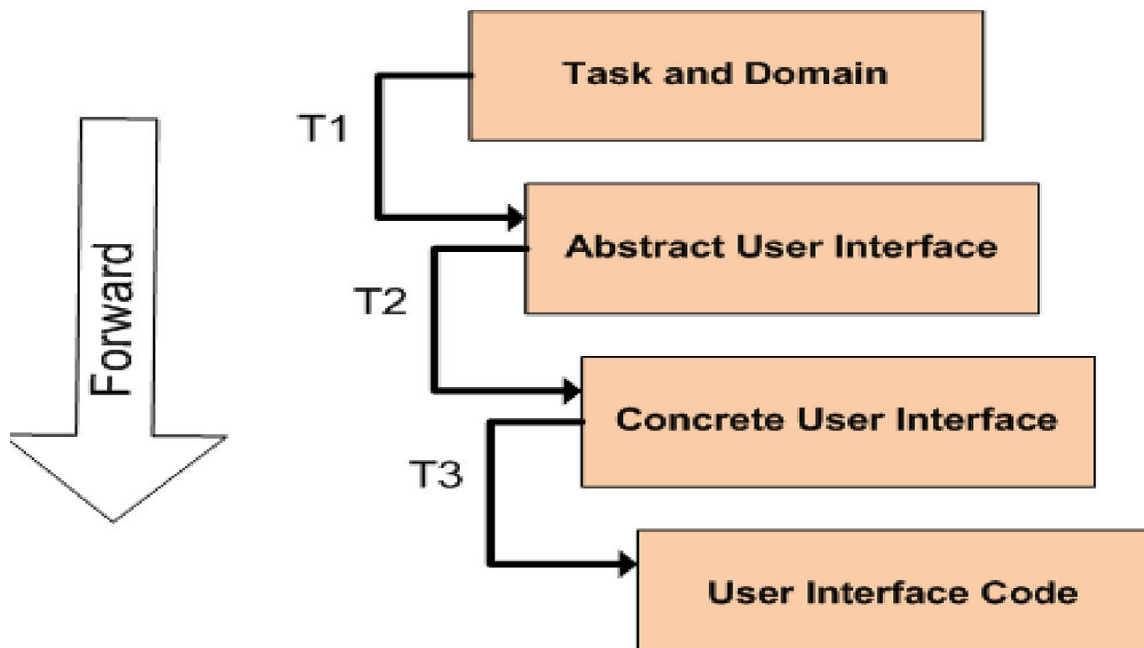 Task and Domain
T1
Abstract User Interface
T2
Forward
Concrete User Interface
T3
User Interface Code